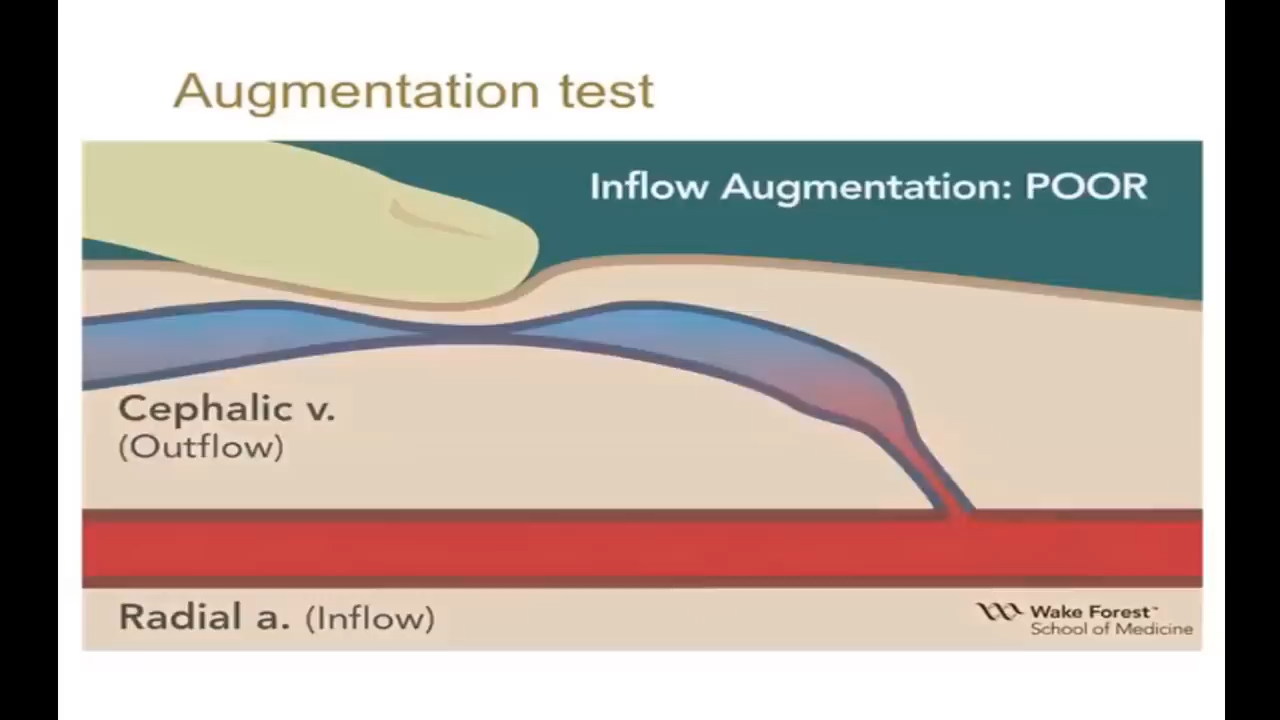 Augmentation test
Inflow Augmentation: POOR
Cephalic v.
(Outflow)
Radial a. (Inflow)
Wake Forest™
School of Medicine